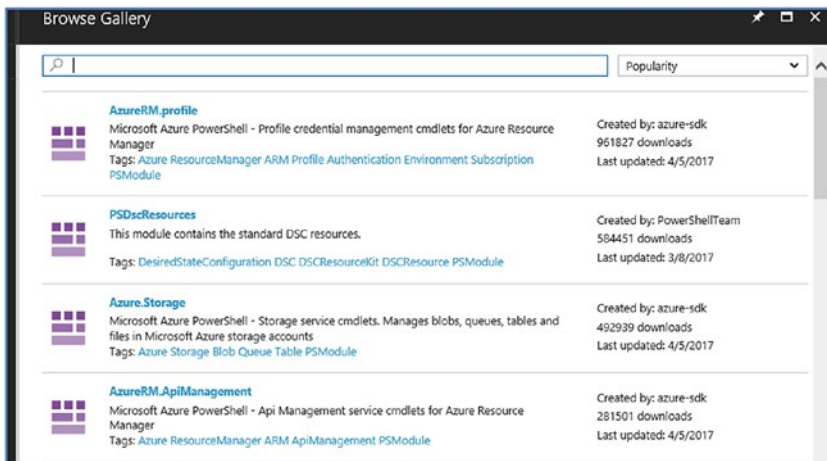 Browse Gallery
Popularity
AzureRM.profile
Microsoft Azure PowerShell - Profile credential management cmdlets for Azure Resource
Manager
Tags: Azure ResourceManager ARM Profile Authentication Environment Subscription
PSModule
Created by: azure-sdk
961827 downloads
Last updated: 4/5/2017
PSDscResources
This module contains the standard DSC resources.
Tags: DesiredStateConfiguration DSC DSCResourceKit DSCResource PSModule
Created by: PowerShellTeam
584451 downloads
Last updated: 3/8/2017
Azure.Storage
Microsoft Azure PowerShell - Storage service cmdlets. Manages blobs, queues, tables and
files in Microsoft Azure storage accounts
Tags: Azure Storage Blob Queue Table PSModule
Created by: azure-sdk
492939 downloads
Last updated: 4/5/2017
AzureRM.ApiManagement
Microsoft Azure PowerShell - Api Management service cmdlets for Azure Resource
Manager
Tags: Azure ResourceManager ARM ApiManagement PSModule
Created by: azure-sdk
281501 downloads
Last updated: 4/5/2017